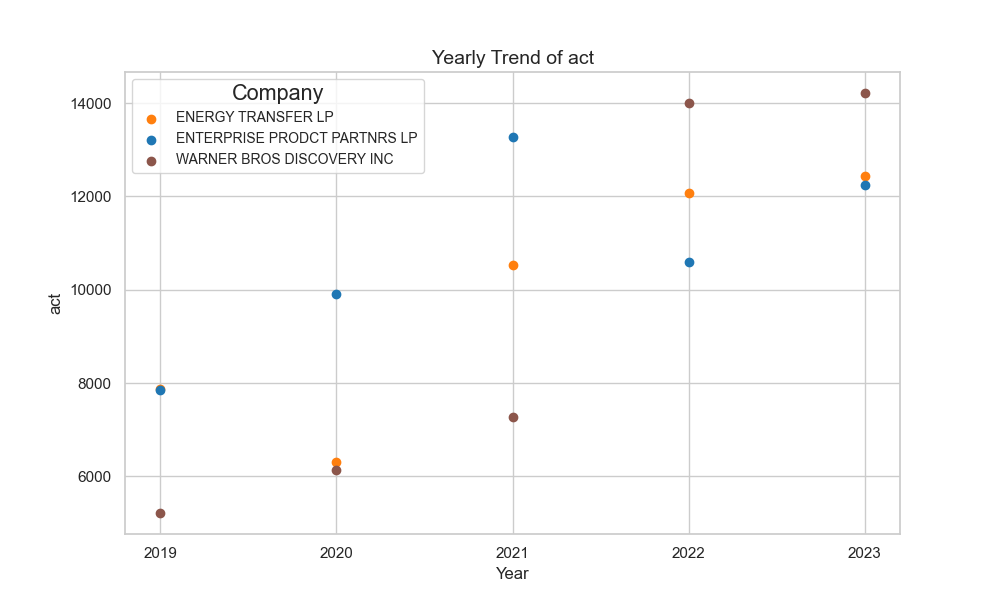 Yearly Trend of act
Company
ENERGY TRANSFER LP
ENTERPRISE PRODCT PARTNRS LP
WARNER BROS DISCOVERY INC
14000
12000
10000
8000
6000
act
2019 2020 2021 2022 2023
Year